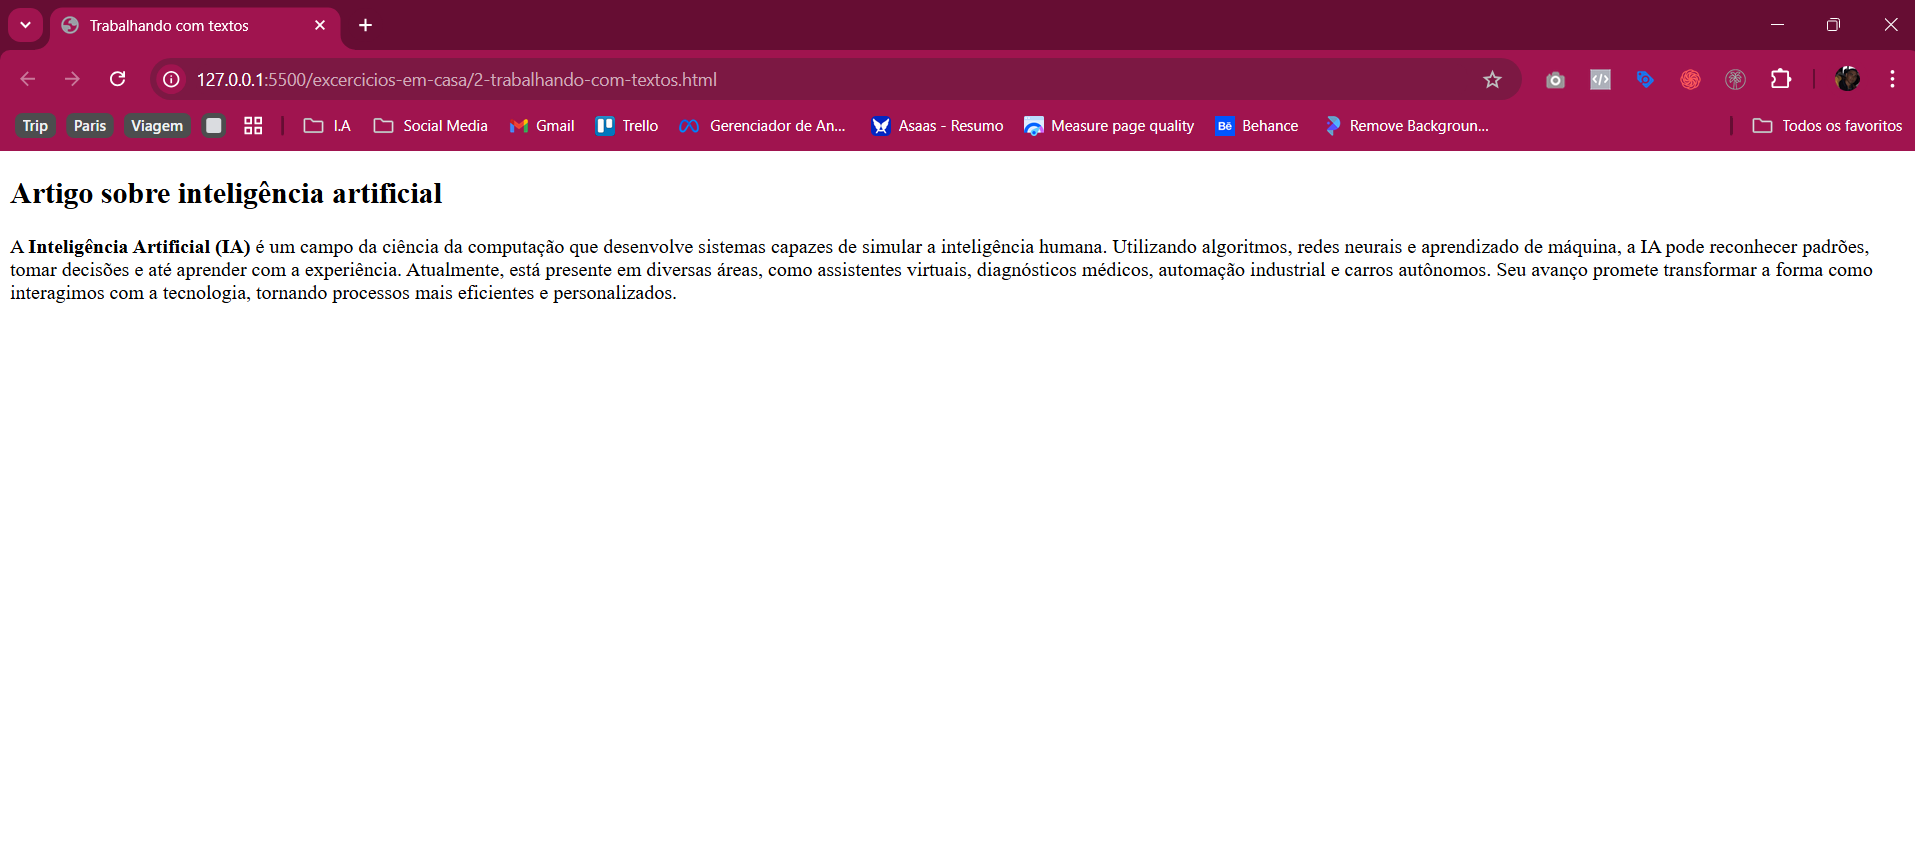 Trabalhando com textos
127.0.0.1:5500/excercicios-em-casa/2-trabalhando-com-textos.html
Trip Paris Viagem I.A Social Media Gmail Trello Gerenciador de An... Asaas - Resumo Measure page quality Bē Behance Remove Backgroun... Todos os favoritos
Artigo sobre inteligência artificial
A Inteligência Artificial (IA) é um campo da ciência da computação que desenvolve sistemas capazes de simular a inteligência humana. Utilizando algoritmos, redes neurais e aprendizado de máquina, a IA pode reconhecer padrões,
tomar decisões e até aprender com a experiência. Atualmente, está presente em diversas áreas, como assistentes virtuais, diagnósticos médicos, automação industrial e carros autônomos. Seu avanço promete transformar a forma como
interagimos com a tecnologia, tornando processos mais eficientes e personalizados.